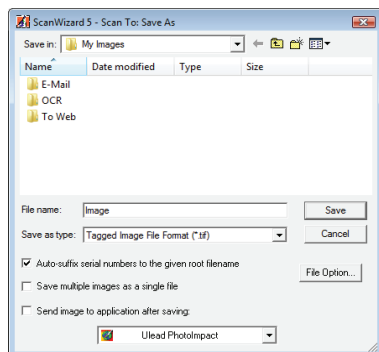 ScanWizard 5 - Scan To: Save As
Save in: My Images
Name Date modified Type Size
E-Mail
OCR
To Web
File name: Image Save
Save as type: Tagged Image File Format (*.tif) Cancel
Auto-suffix serial numbers to the given root filename
File Option...
Save multiple images as a single file
Send image to application after saving:
Ulead PhotoImpact